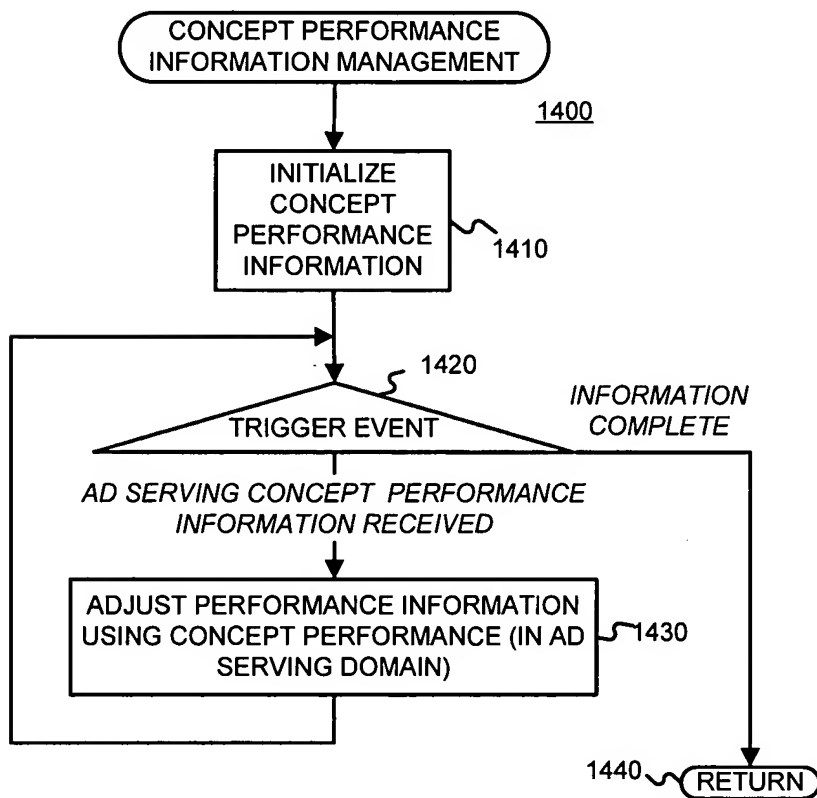 CONCEPT PERFORMANCE
INFORMATION MANAGEMENT
1400
INITIALIZE
CONCEPT
PERFORMANCE
INFORMATION
1410
1420
TRIGGER EVENT
INFORMATION
COMPLETE
AD SERVING CONCEPT PERFORMANCE
INFORMATION RECEIVED
ADJUST PERFORMANCE INFORMATION
USING CONCEPT PERFORMANCE (IN AD
SERVING DOMAIN)
1430
1440
RETURN